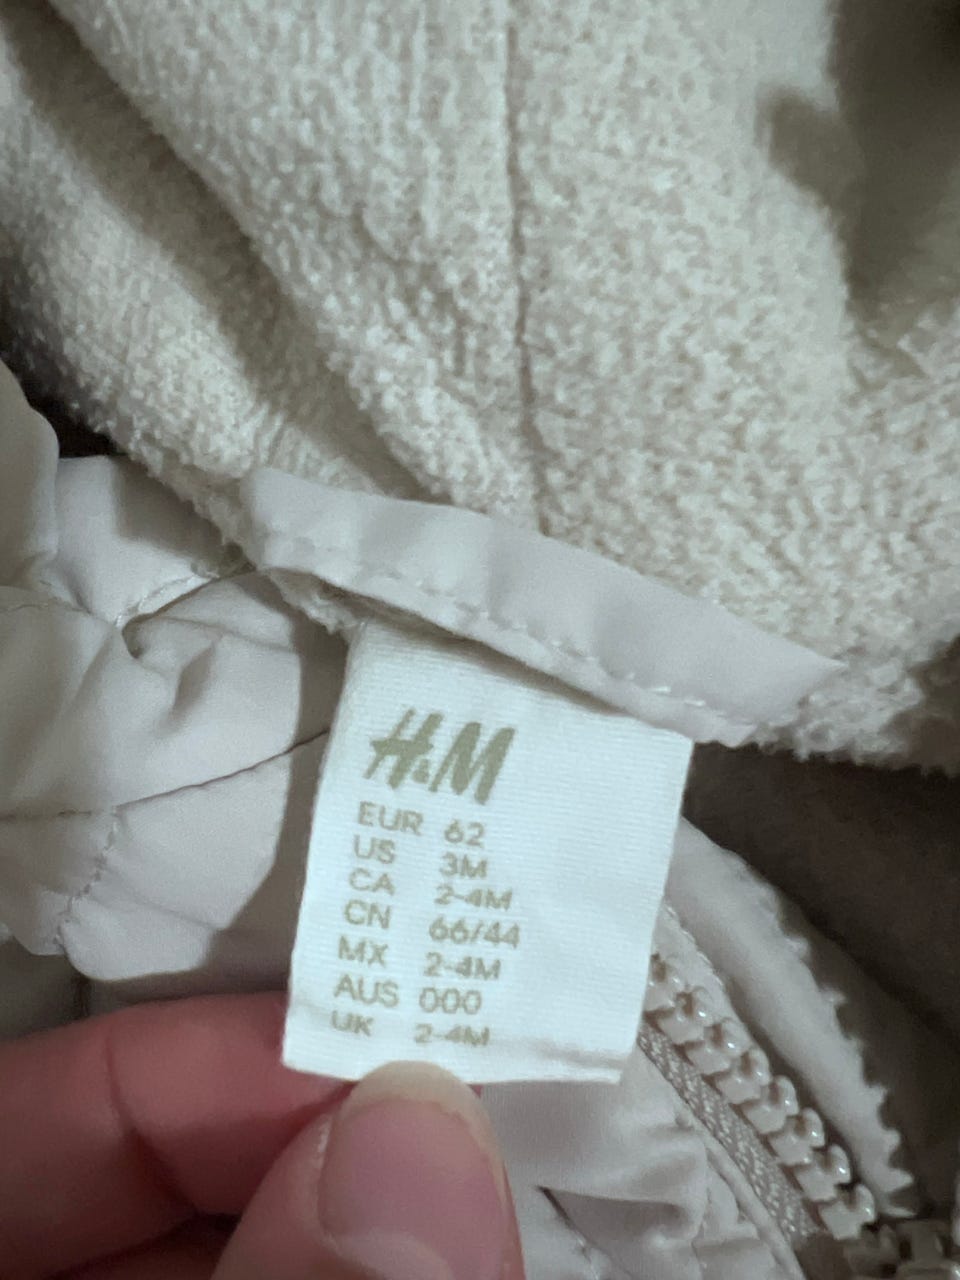 H&M
EUR 62
US 3M
CA 2-4M
CN 66/44
MX 2-4M
AUS 000
UK 2-4M